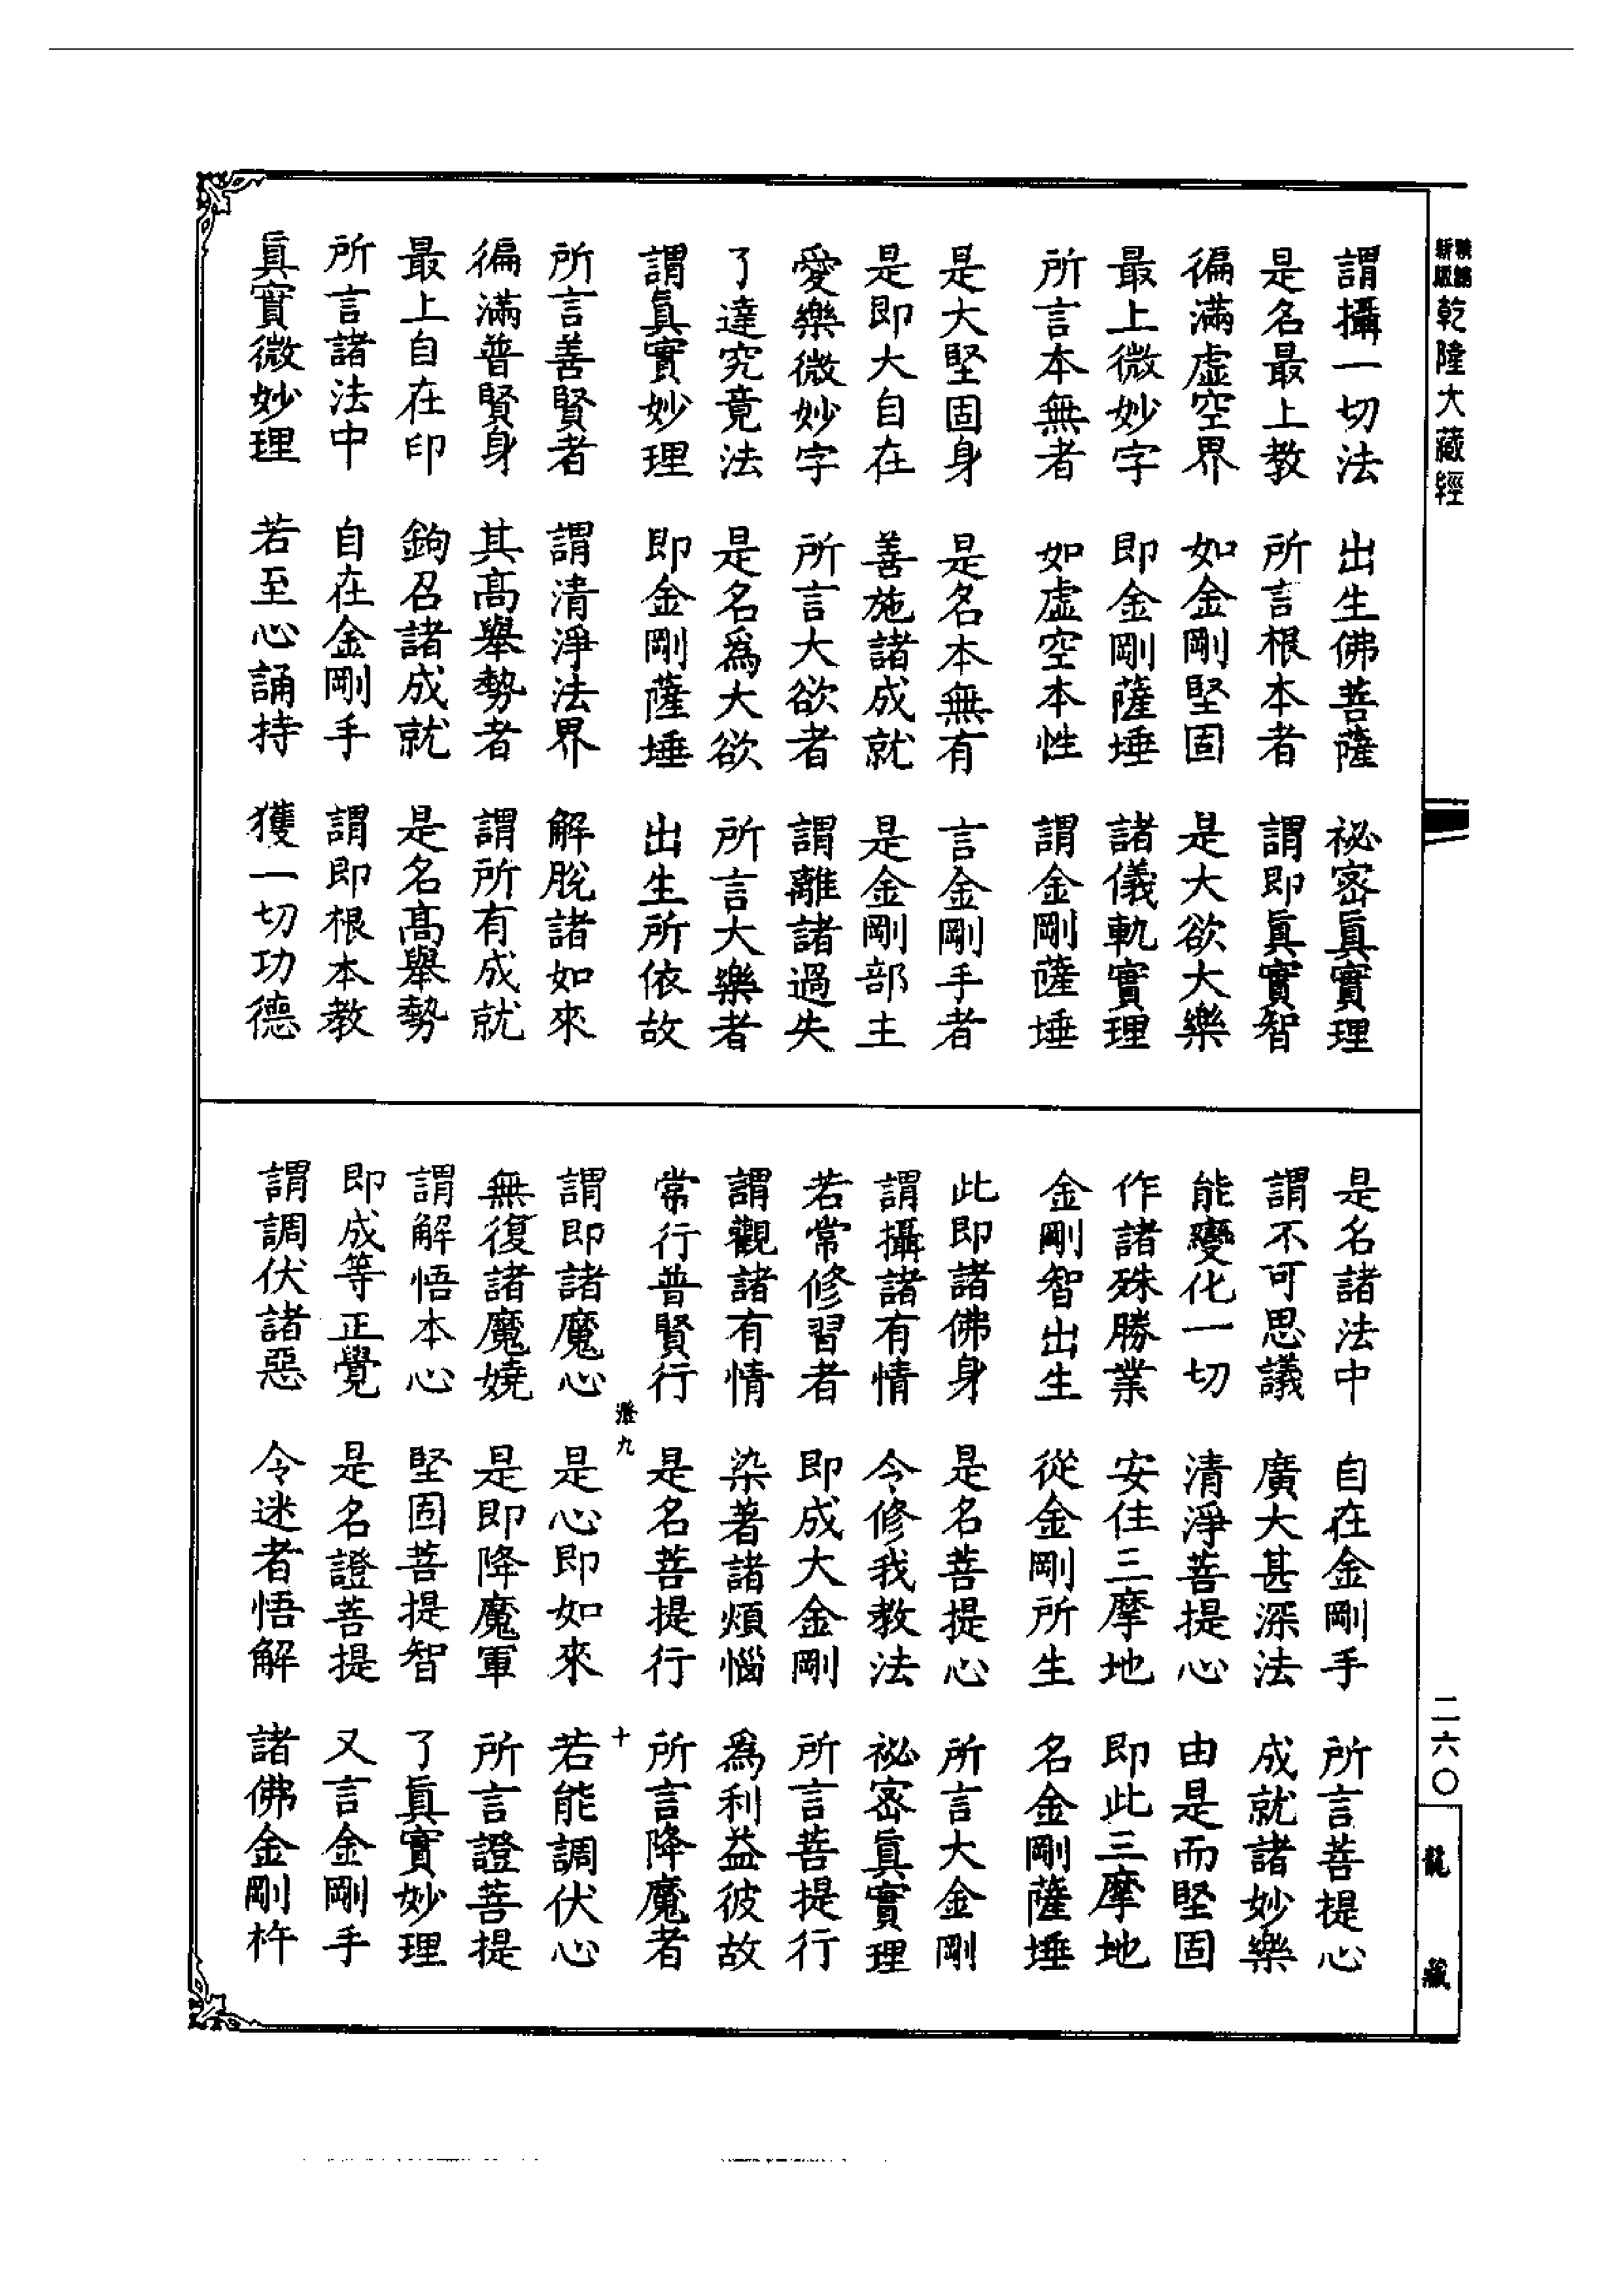 新編
新版
乾隆大藏經
謂攝一切法　出生佛菩薩　祕密眞實理
是名最上教　所言根本者　謂即眞實智
徧滿虛空界　如金剛堅固　是大欲大樂
最上微妙字　即金剛薩埵　諸儀軌實理
所言本無者　如虛空本性　謂金剛薩埵
是大堅固身　是名本無有　言金剛手者
是即大自在　善施諸成就　是金剛部主
愛樂微妙字　所言大欲者　謂離諸過失
了達究竟法　是名爲大欲　所言大樂者
謂眞實妙理　即金剛薩埵　出生所依故
所言善賢者　謂清淨法界　解脫諸如來
徧滿普賢身　其高舉勢者　謂所有成就
最上自在印　鉤召諸成就　是名高舉勢
所言諸法中　自在金剛手　謂即根本教
眞實微妙理　若至心誦持　獲一切功德
是名諸法中　自在金剛手　所言菩提心
謂不可思議　廣大甚深法　成就諸妙樂
能變化一切　清淨菩提心　由是而堅固
作諸殊勝業　安住三摩地　即此三摩地
金剛智出生　從金剛所生　名金剛薩埵
此即諸佛身　是名菩提心　所言大金剛
謂攝諸有情　令修我教法　祕密眞實理
若常修習者　即成大金剛　所言菩提行
謂觀諸有情　染著諸煩惱　爲利益彼故
常行普賢行　是名菩提行　所言降魔者
九　十
謂即諸魔心　是心即如來　若能調伏心
無復諸魔嬈　是即降魔軍　所言證菩提
謂解悟本心　堅固菩提智　了眞實妙理
即成等正覺　是名證菩提　又言金剛手
謂調伏諸惡　令迷者悟解　諸佛金剛杵
二六〇
龍藏